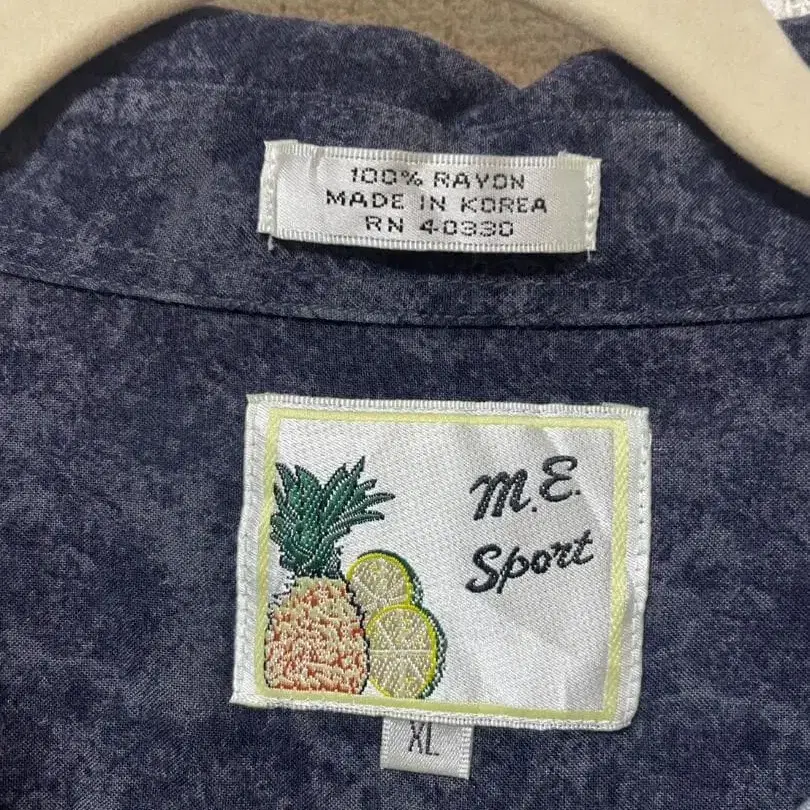 100% RAYON
MADE IN KOREA
RN 40330
M.E.
Sport
XL